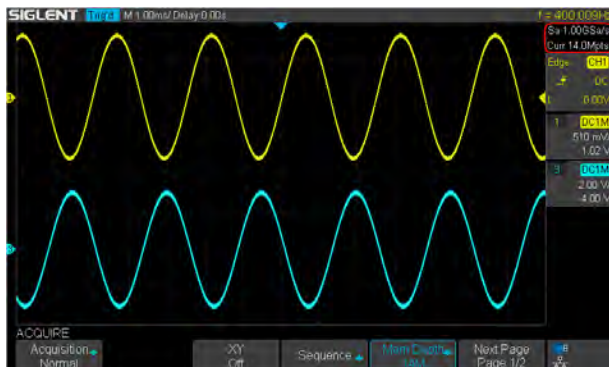 SIGLENT Trig'd M 1.00ms/ Delay:0.00s f = 400.009Hz
Sa 1.00GSa/s
Curr 14.0Mpts
Edge CH1
DC
0.00V
1 DC1M
510 mV/
1.02 V
3 DC1M
2.00 V/
-4.00 V
1
3
ACQUIRE
Acquisition Normal
XY Off
Sequence
Mem Depth 14M
Next Page Page 1/2